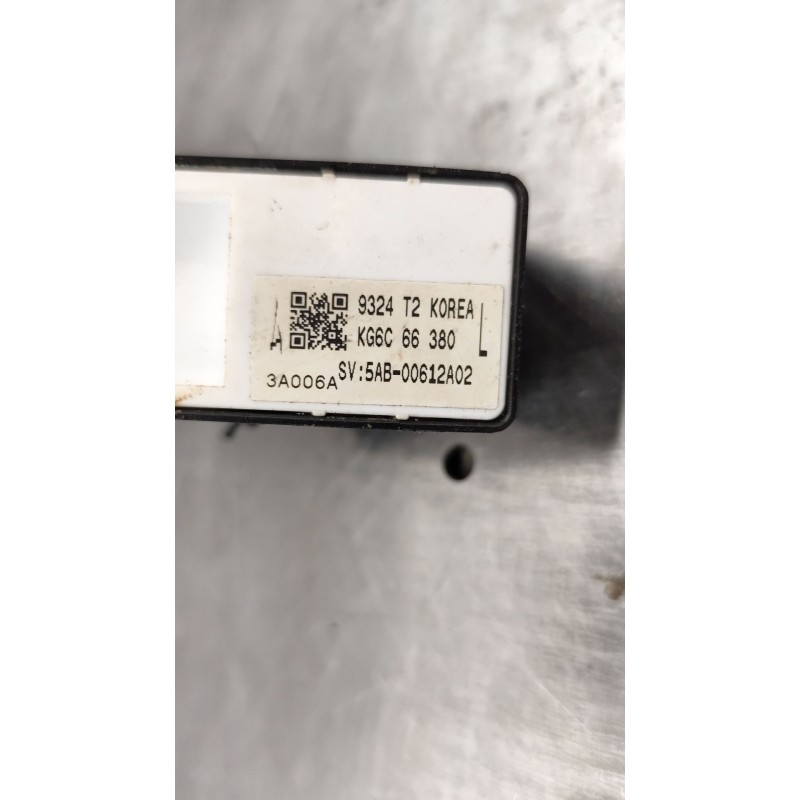 A 9324 T2 KOREA L
KG6C 66 380
SV:5AB-00612A02
3A006A